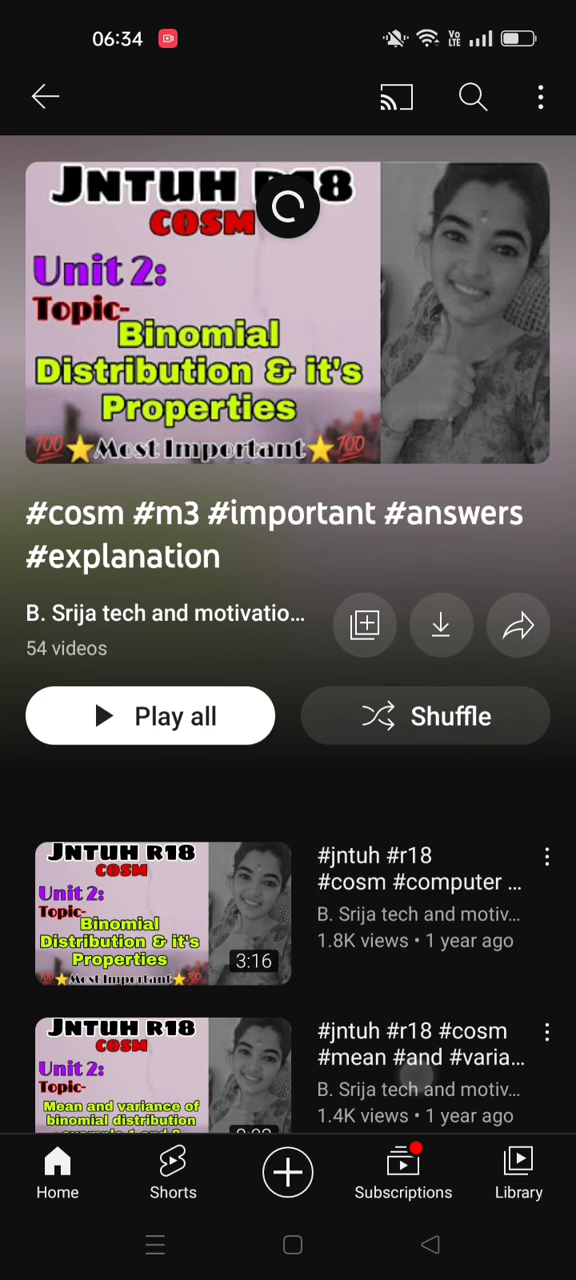 06:34
Vo
LTE
JNTUH R18
COSM
Unit 2:
Topic-
Binomial
Distribution & it's
Properties
💯⭐Most Important⭐💯
#cosm #m3 #important #answers
#explanation
B. Srija tech and motivatio...
54 videos
Play all
Shuffle
JNTUH R18
COSM
Unit 2:
Topic-
Binomial
Distribution & it's
Properties
💯⭐Most Important⭐💯
3:16
#jntuh #r18
#cosm #computer ...
B. Srija tech and motiv...
1.8K views • 1 year ago
JNTUH R18
COSM
Unit 2:
Topic-
Mean and variance of
binomial distribution
#jntuh #r18 #cosm
#mean #and #varia...
B. Srija tech and motiv...
1.4K views • 1 year ago
Home
Shorts
Subscriptions
Library